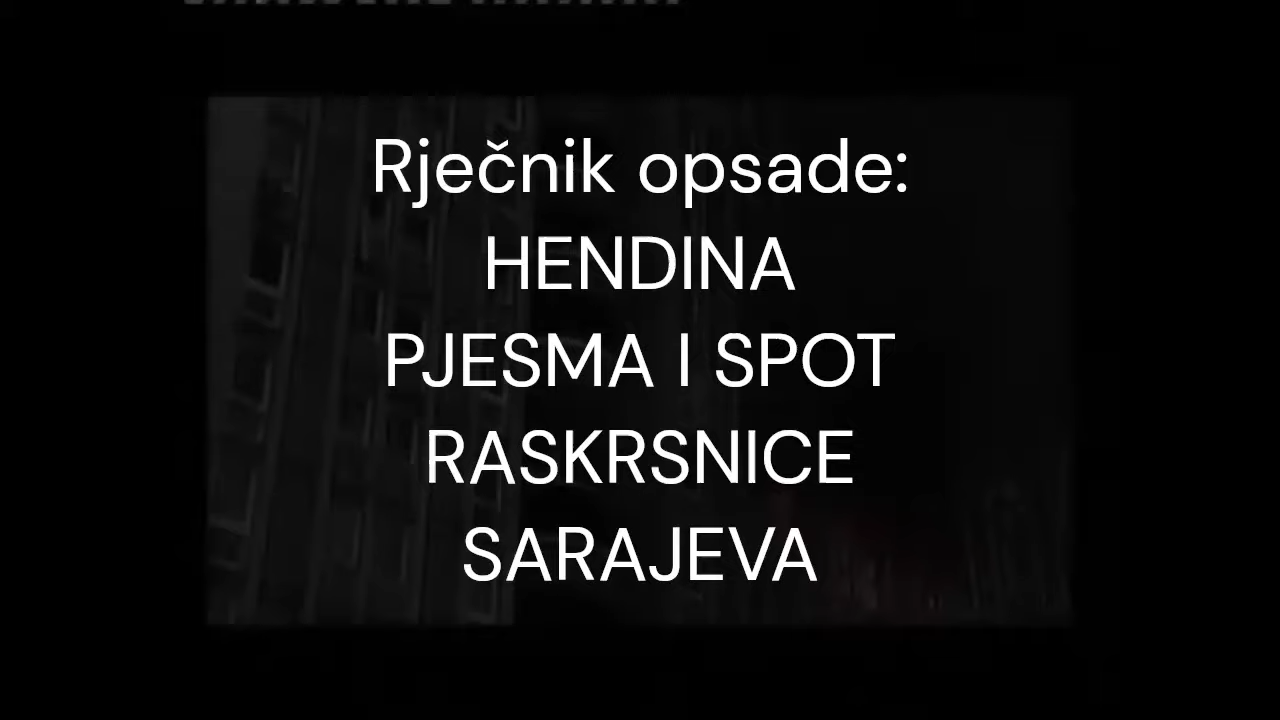 Rječnik opsade:
HENDINA
PJESMA I SPOT
RASKRSNICE
SARAJEVA